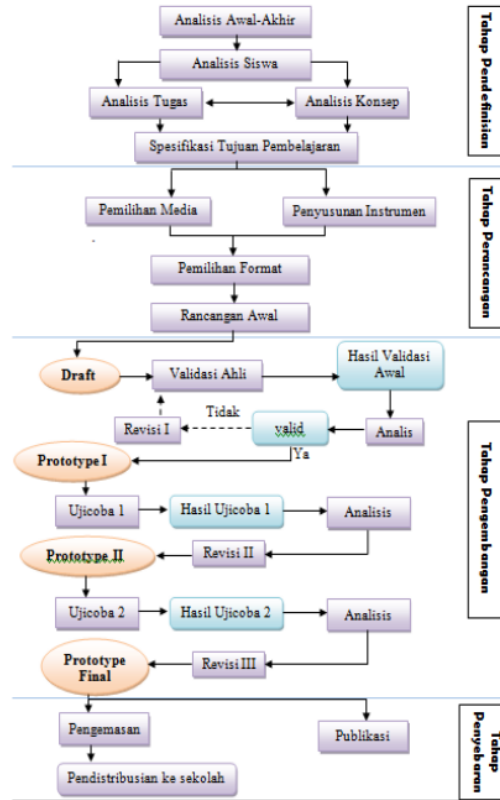 Analisis Awal-Akhir
Analisis Siswa
Analisis Tugas
Analisis Konsep
Spesifikasi Tujuan Pembelajaran
Tahap Pendefinisian
Pemilihan Media
Penyusunan Instrumen
Pemilihan Format
Rancangan Awal
Tahap Perancangan
Draft
Validasi Ahli
Hasil Validasi
Awal
Revisi I
Tidak
valid
Analis
Ya
Prototype I
Ujicoba 1
Hasil Ujicoba 1
Analisis
Prototype II
Revisi II
Ujicoba 2
Hasil Ujicoba 2
Analisis
Prototype
Final
Revisi III
Tahap Pengembangan
Pengemasan
Publikasi
Pendistribusian ke sekolah
Tahap
Penyebaran